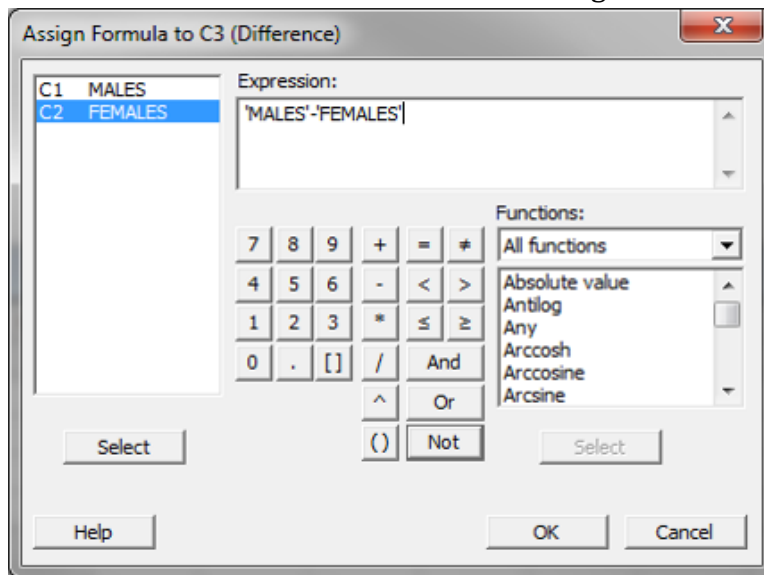 Assign Formula to C3 (Difference)
X
C1 MALES
C2 FEMALES
Expression:
'MALES'-'FEMALES'
Functions:
All functions
7 8 9 + = ≠
4 5 6 - < >
1 2 3 * ≤ ≥
0 . [] / And
^ Or
() Not
Absolute value
Antilog
Any
Arccosh
Arccosine
Arcsine
Select
Select
Help
OK
Cancel